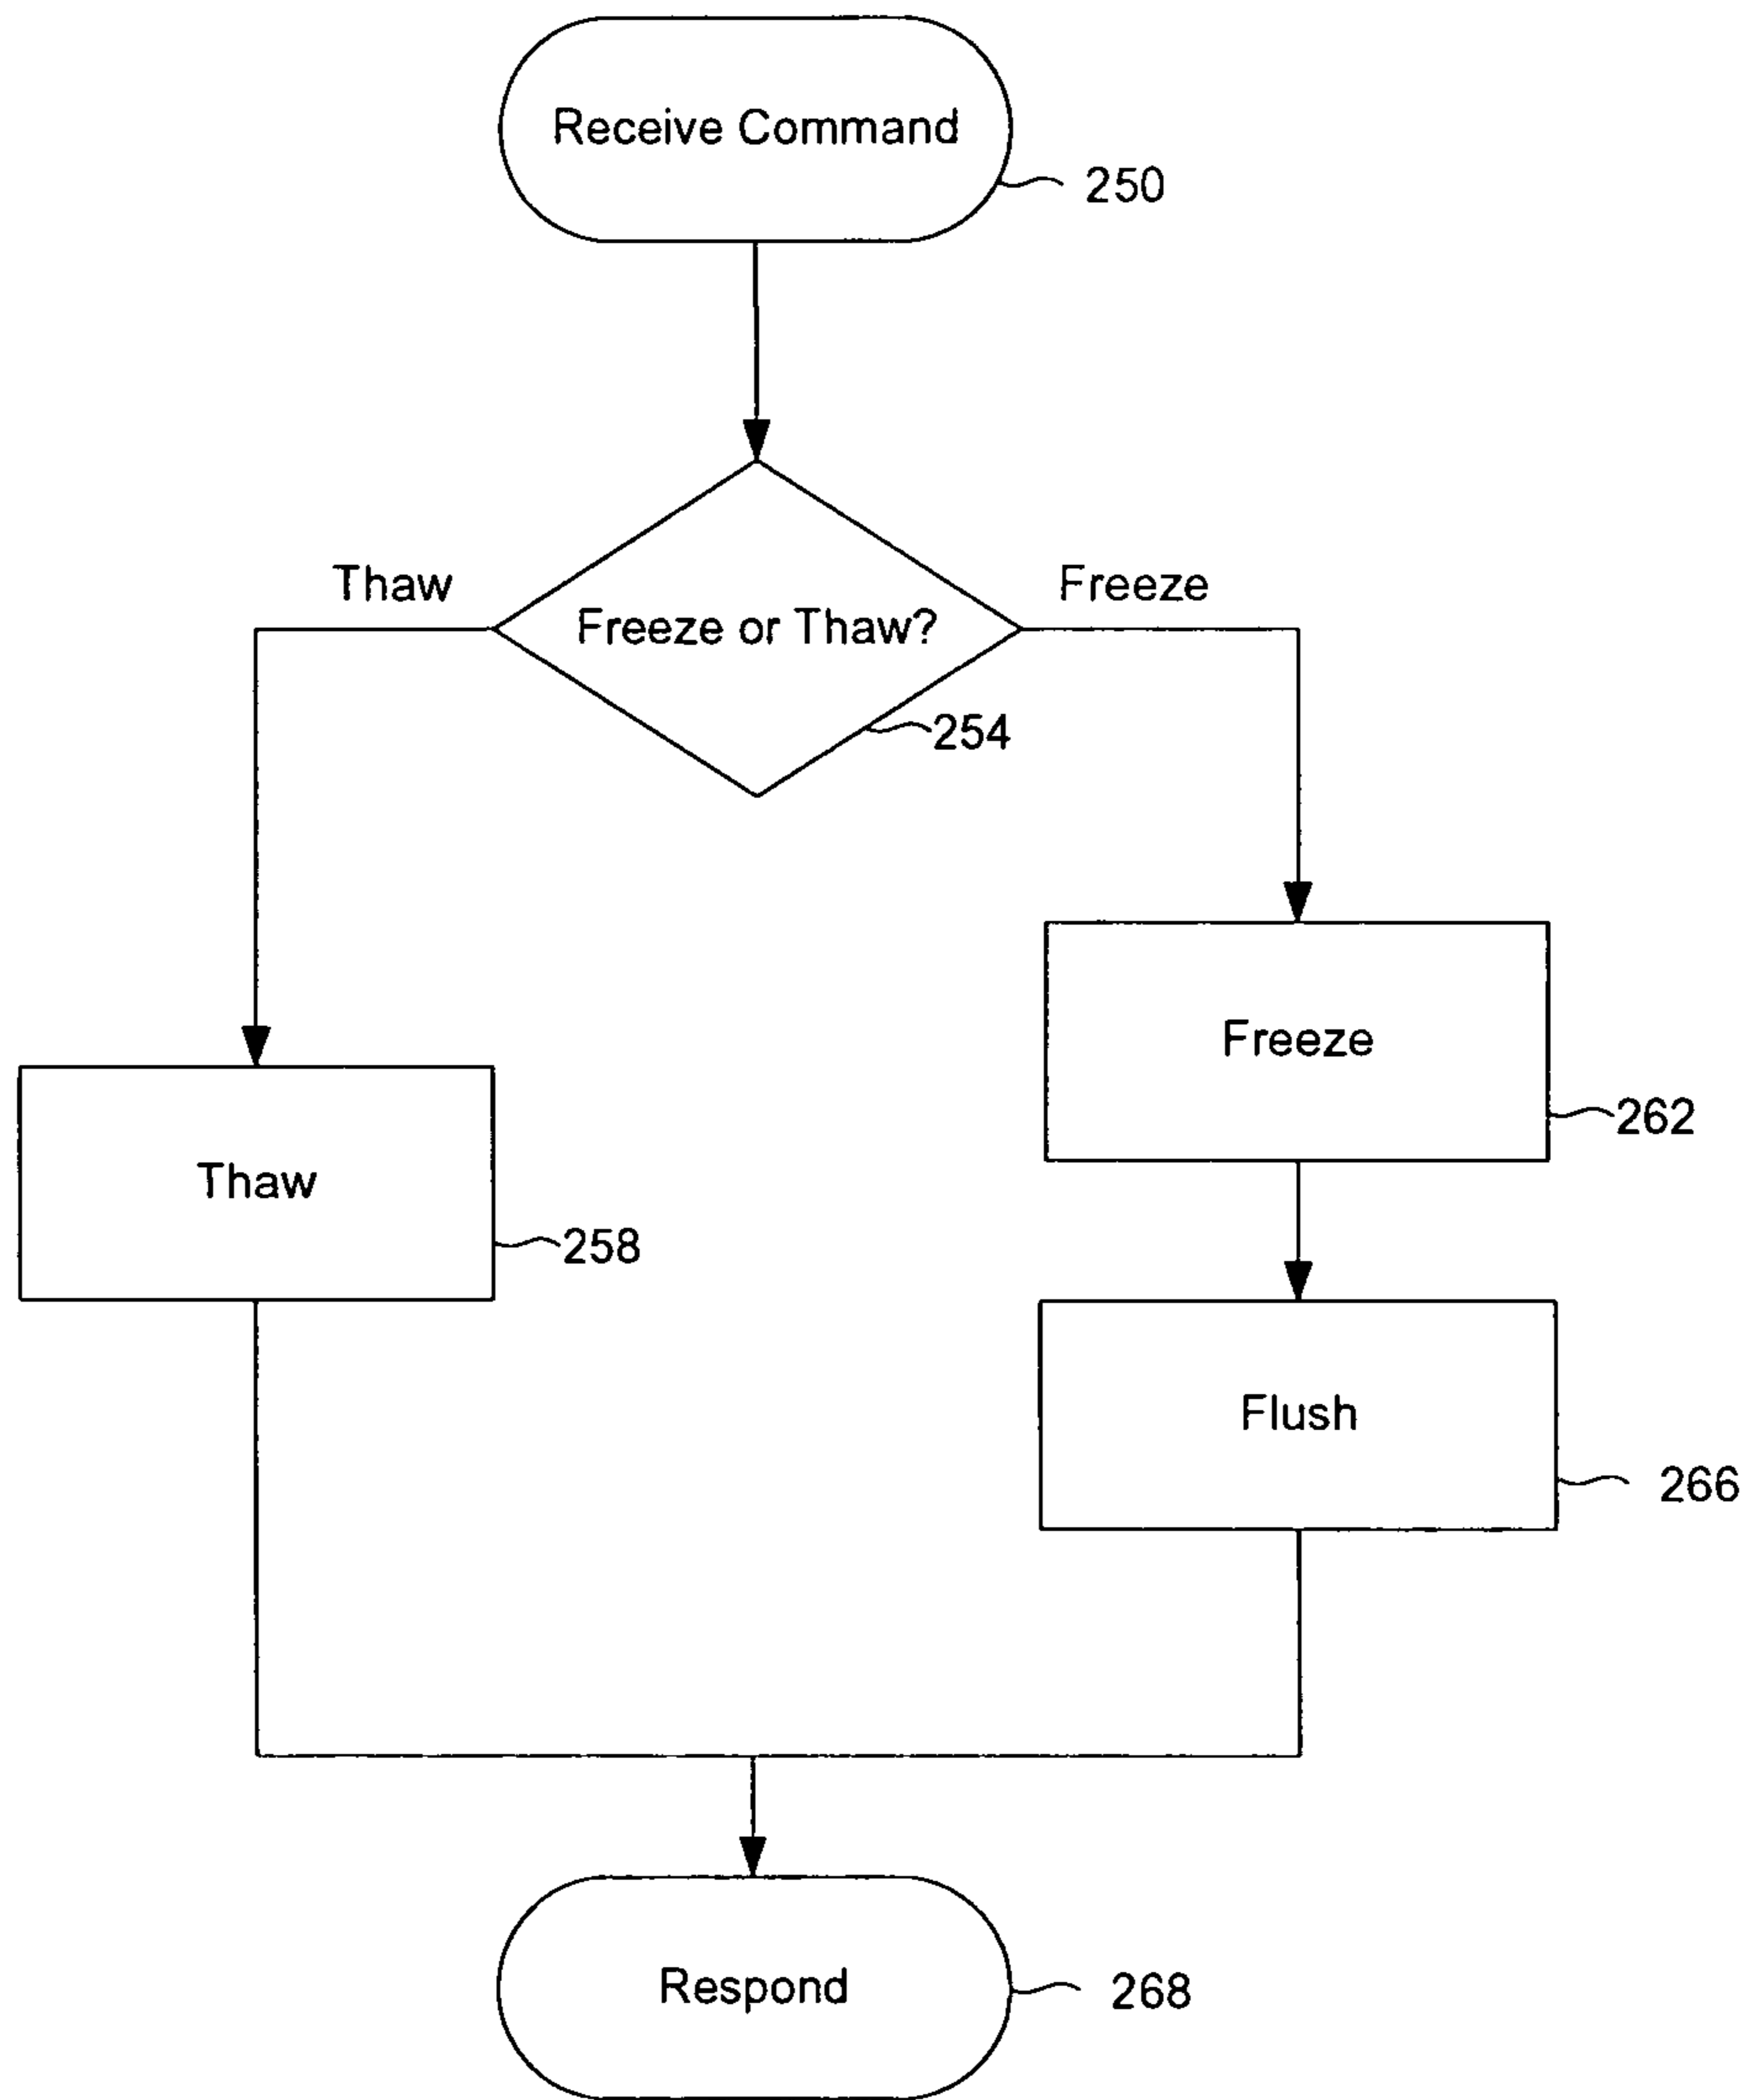 Receive Command
250
Thaw
Freeze
Freeze or Thaw?
254
Freeze
262
Thaw
258
Flush
266
Respond
268